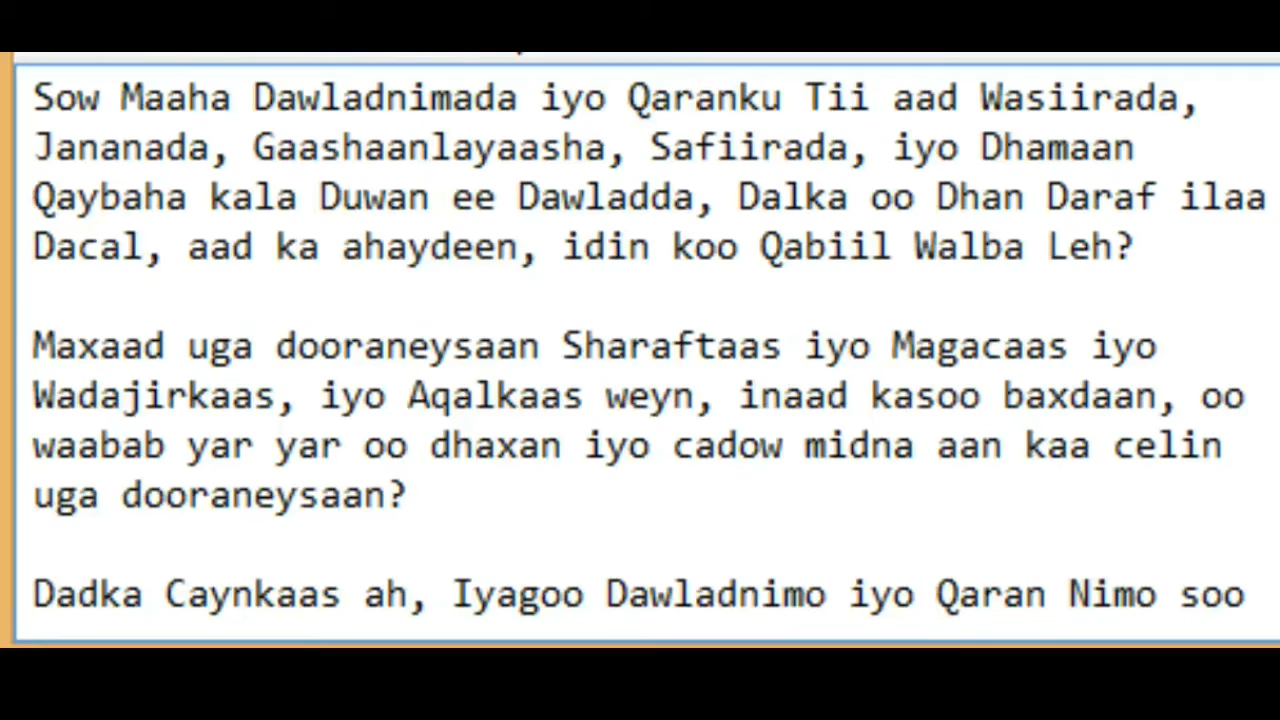 Sow Maaha Dawladnimada iyo Qaranku Tii aad Wasiirada,
Jananada, Gaashaanlayaasha, Safiirada, iyo Dhamaan
Qaybaha kala Duwan ee Dawladda, Dalka oo Dhan Daraf ilaa
Dacal, aad ka ahaydeen, idin koo Qabiil Walba Leh?
Maxaad uga dooraneysaan Sharaftaas iyo Magacaas iyo
Wadajirkaas, iyo Aqalkaas weyn, inaad kasoo baxdaan, oo
waabab yar yar oo dhaxan iyo cadow midna aan kaa celin
uga dooraneysaan?
Dadka Caynkaas ah, Iyagoo Dawladnimo iyo Qaran Nimo soo